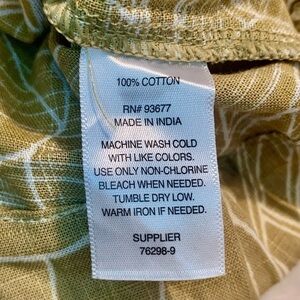 100% COTTON
RN# 93677
MADE IN INDIA
MACHINE WASH COLD
WITH LIKE COLORS.
USE ONLY NON-CHLORINE
BLEACH WHEN NEEDED.
TUMBLE DRY LOW.
WARM IRON IF NEEDED.
SUPPLIER
76298-9